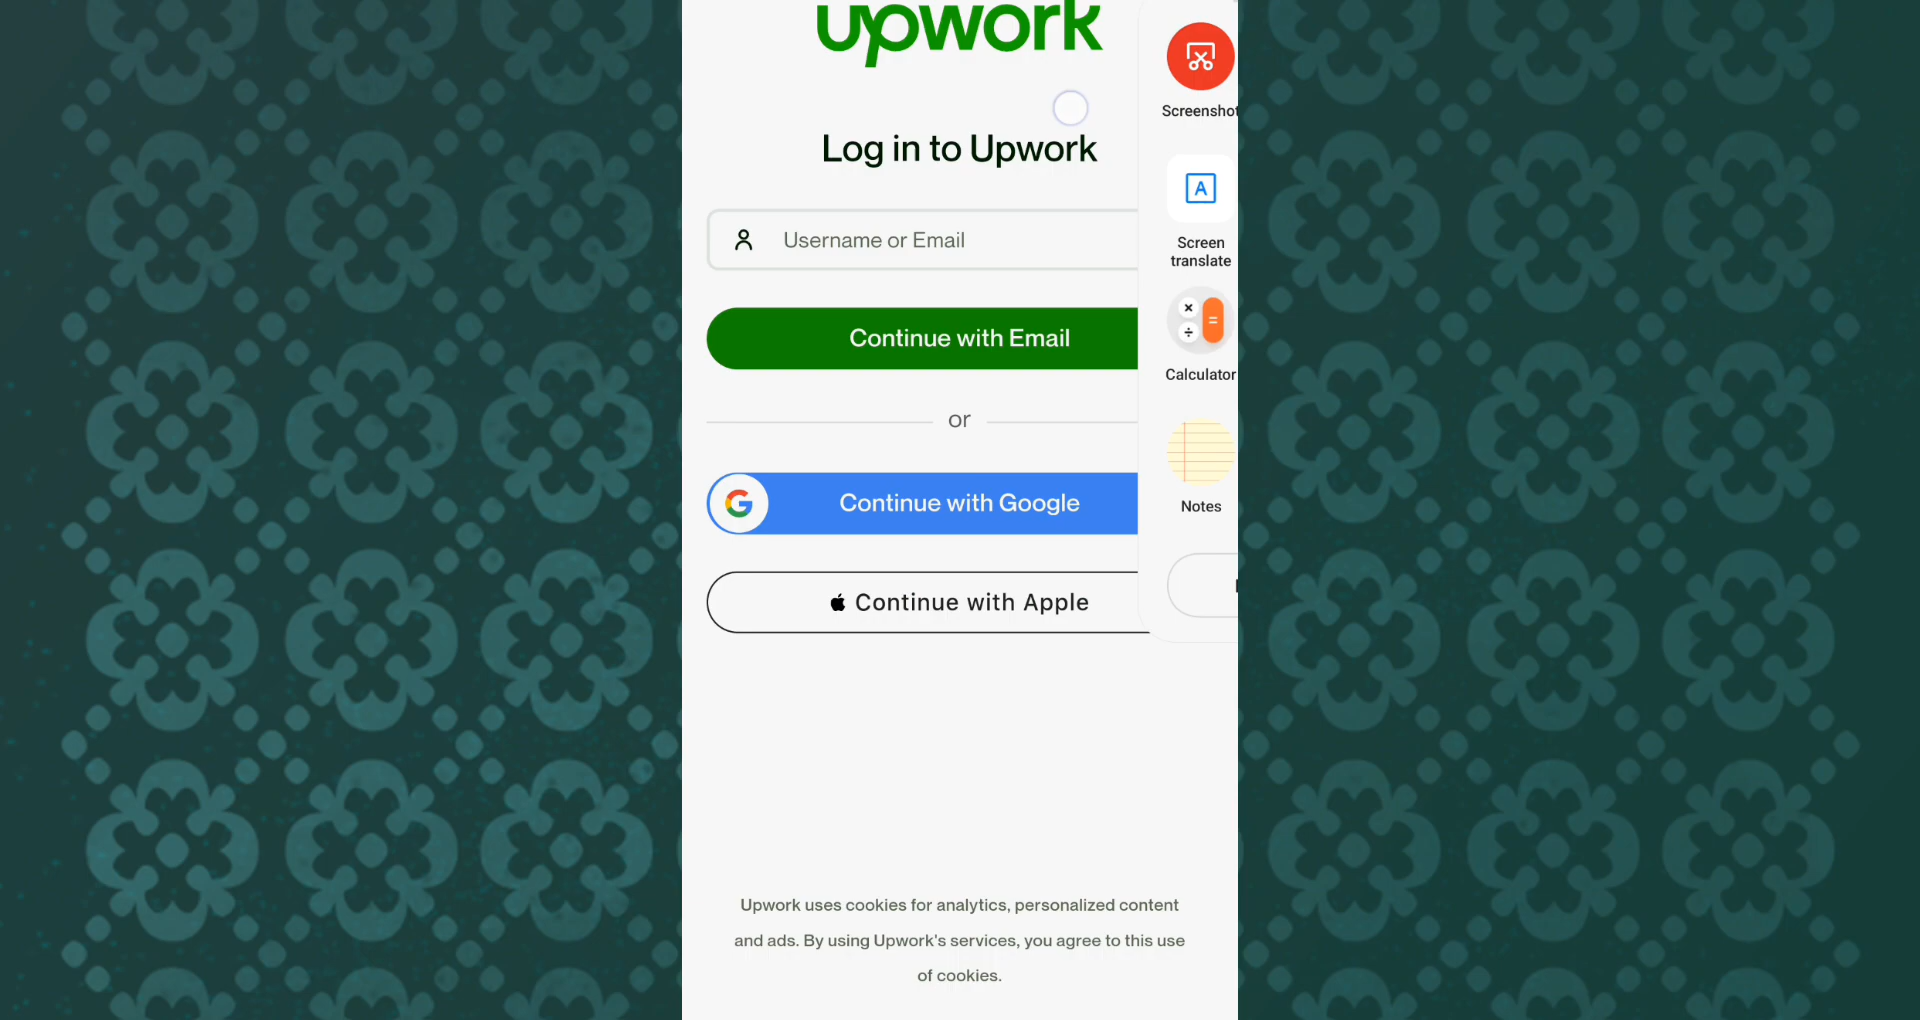 upwork
Log in to Upwork
Username or Email
Continue with Email
or
Continue with Google
Continue with Apple
Upwork uses cookies for analytics, personalized content
and ads. By using Upwork's services, you agree to this use
of cookies.
Screenshot
A
Screen
translate
× =
÷
Calculator
Notes